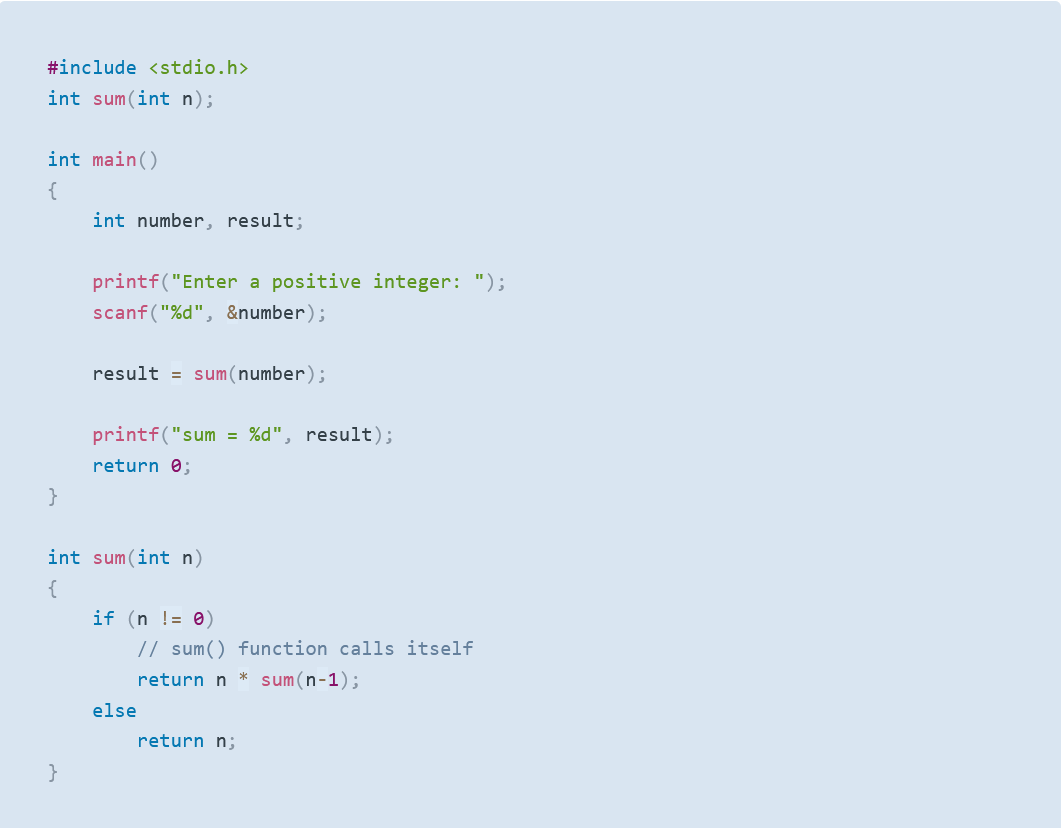 #include <stdio.h>
int sum(int n);
int main()
{
int number, result;
printf("Enter a positive integer: ");
scanf("%d", &number);
result = sum(number);
printf("sum = %d", result);
return 0;
}
int sum(int n)
{
if (n != 0)
// sum() function calls itself
return n * sum(n-1);
else
return n;
}